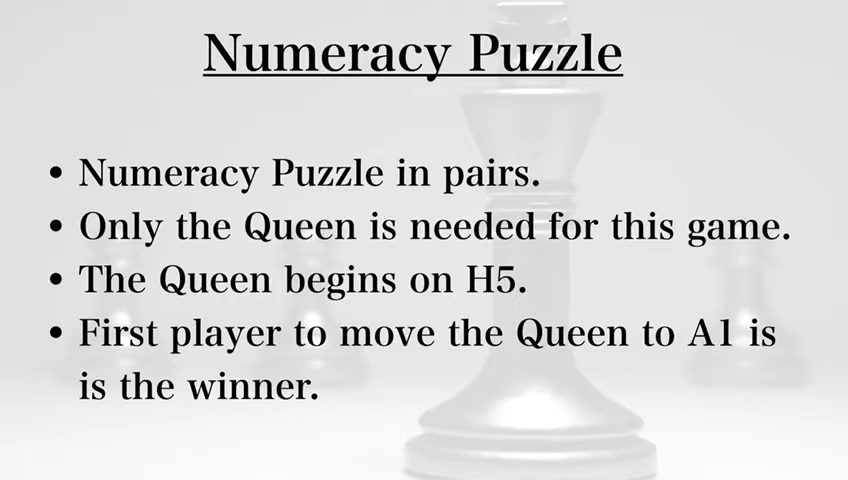 Numeracy Puzzle
• Numeracy Puzzle in pairs.
• Only the Queen is needed for this game.
• The Queen begins on H5.
• First player to move the Queen to A1 is
is the winner.